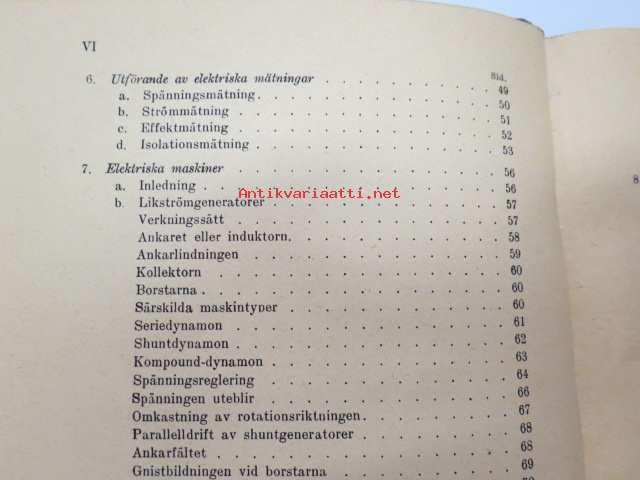 VI
Sid.
6. Utförande av elektriska mätningar . . . . . . . . . . 49
a. Spänningsmätning . . . . . . . . . . . . 50
b. Strömmätning . . . . . . . . . . . . . 51
c. Effektmätning . . . . . . . . . . . . . 52
d. Isolationsmätning . . . . . . . . . . . . 53
7. Elektriska maskiner . . . . . . . . . . . . . 56
a. Inledning . . . . . . . . . . . . . . 56
Antikvariaatti.net
b. Likströmgeneratorer . . . . . . . . . . . 57
Verkningssätt . . . . . . . . . . . . . 57
Ankaret eller induktorn . . . . . . . . . . 58
Ankarlindningen . . . . . . . . . . . . 59
Kollektorn . . . . . . . . . . . . . . 60
Borstarna . . . . . . . . . . . . . . 60
Särskilda maskintyper . . . . . . . . . . 60
Seriedynamon . . . . . . . . . . . . . 61
Shuntdynamon . . . . . . . . . . . . . 62
Kompound-dynamon . . . . . . . . . . . 63
Spänningsreglering . . . . . . . . . . . 64
Spänningen uteblir . . . . . . . . . . . 66
Omkastning av rotationsriktningen . . . . . . . 67
Paralleldrift av shuntgeneratorer . . . . . . . 68
Ankarfältet . . . . . . . . . . . . . . 68
Gnistbildningen vid borstarna . . . . . . . . 69
8